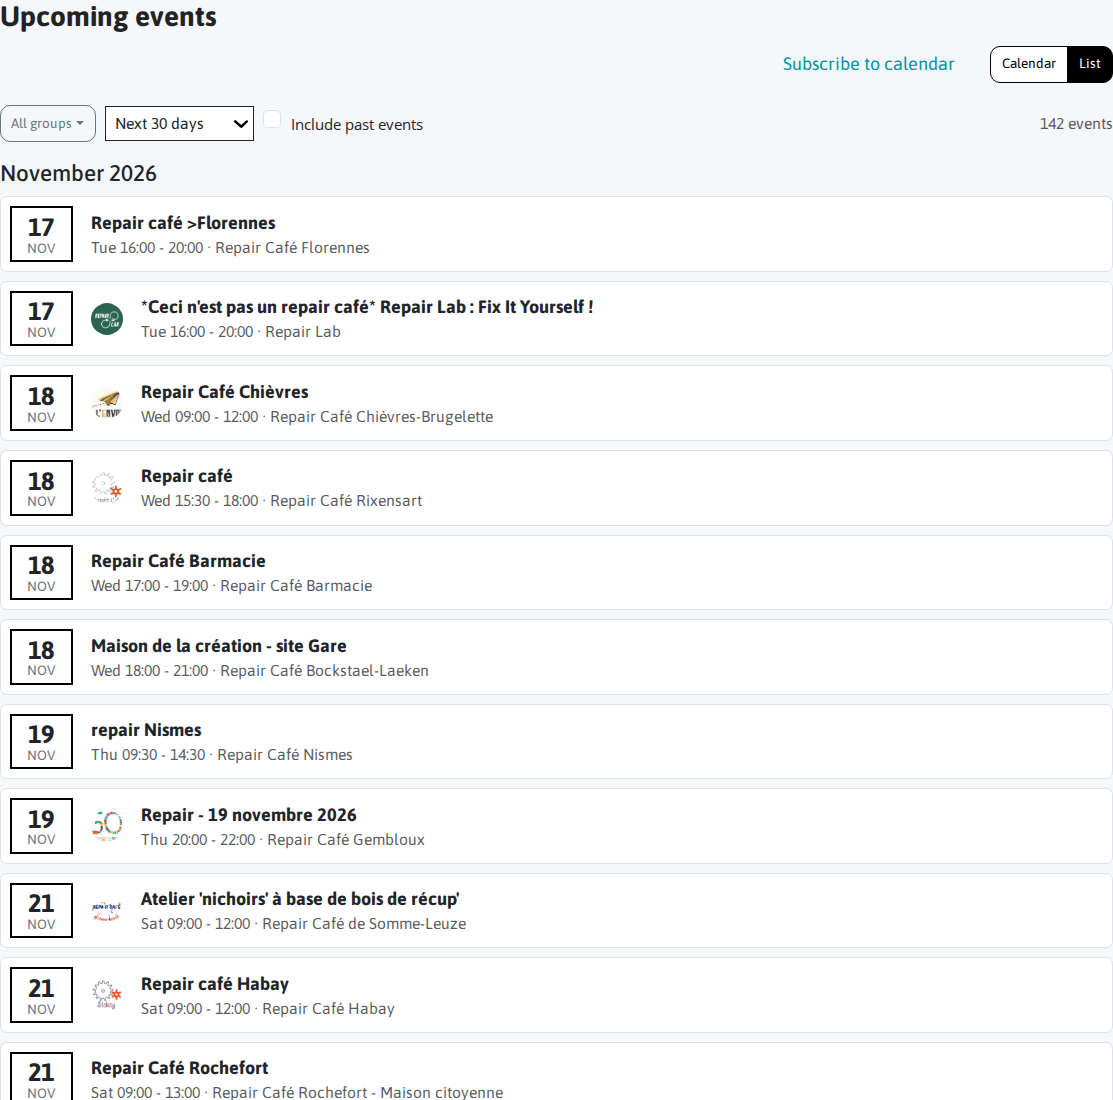 Upcoming events
Subscribe to calendar
Calendar
List
All groups
Next 30 days
Include past events
142 events
November 2026
17
NOV
Repair café >Florennes
Tue 16:00 - 20:00 · Repair Café Florennes
17
NOV
*Ceci n'est pas un repair café* Repair Lab : Fix It Yourself !
Tue 16:00 - 20:00 · Repair Lab
18
NOV
Repair Café Chièvres
Wed 09:00 - 12:00 · Repair Café Chièvres-Brugelette
18
NOV
Repair café
Wed 15:30 - 18:00 · Repair Café Rixensart
18
NOV
Repair Café Barmacie
Wed 17:00 - 19:00 · Repair Café Barmacie
18
NOV
Maison de la création - site Gare
Wed 18:00 - 21:00 · Repair Café Bockstael-Laeken
19
NOV
repair Nismes
Thu 09:30 - 14:30 · Repair Café Nismes
19
NOV
Repair - 19 novembre 2026
Thu 20:00 - 22:00 · Repair Café Gembloux
21
NOV
Atelier 'nichoirs' à base de bois de récup'
Sat 09:00 - 12:00 · Repair Café de Somme-Leuze
21
NOV
Repair café Habay
Sat 09:00 - 12:00 · Repair Café Habay
21
NOV
Repair Café Rochefort
Sat 09:00 - 13:00 · Repair Café Rochefort - Maison citoyenne